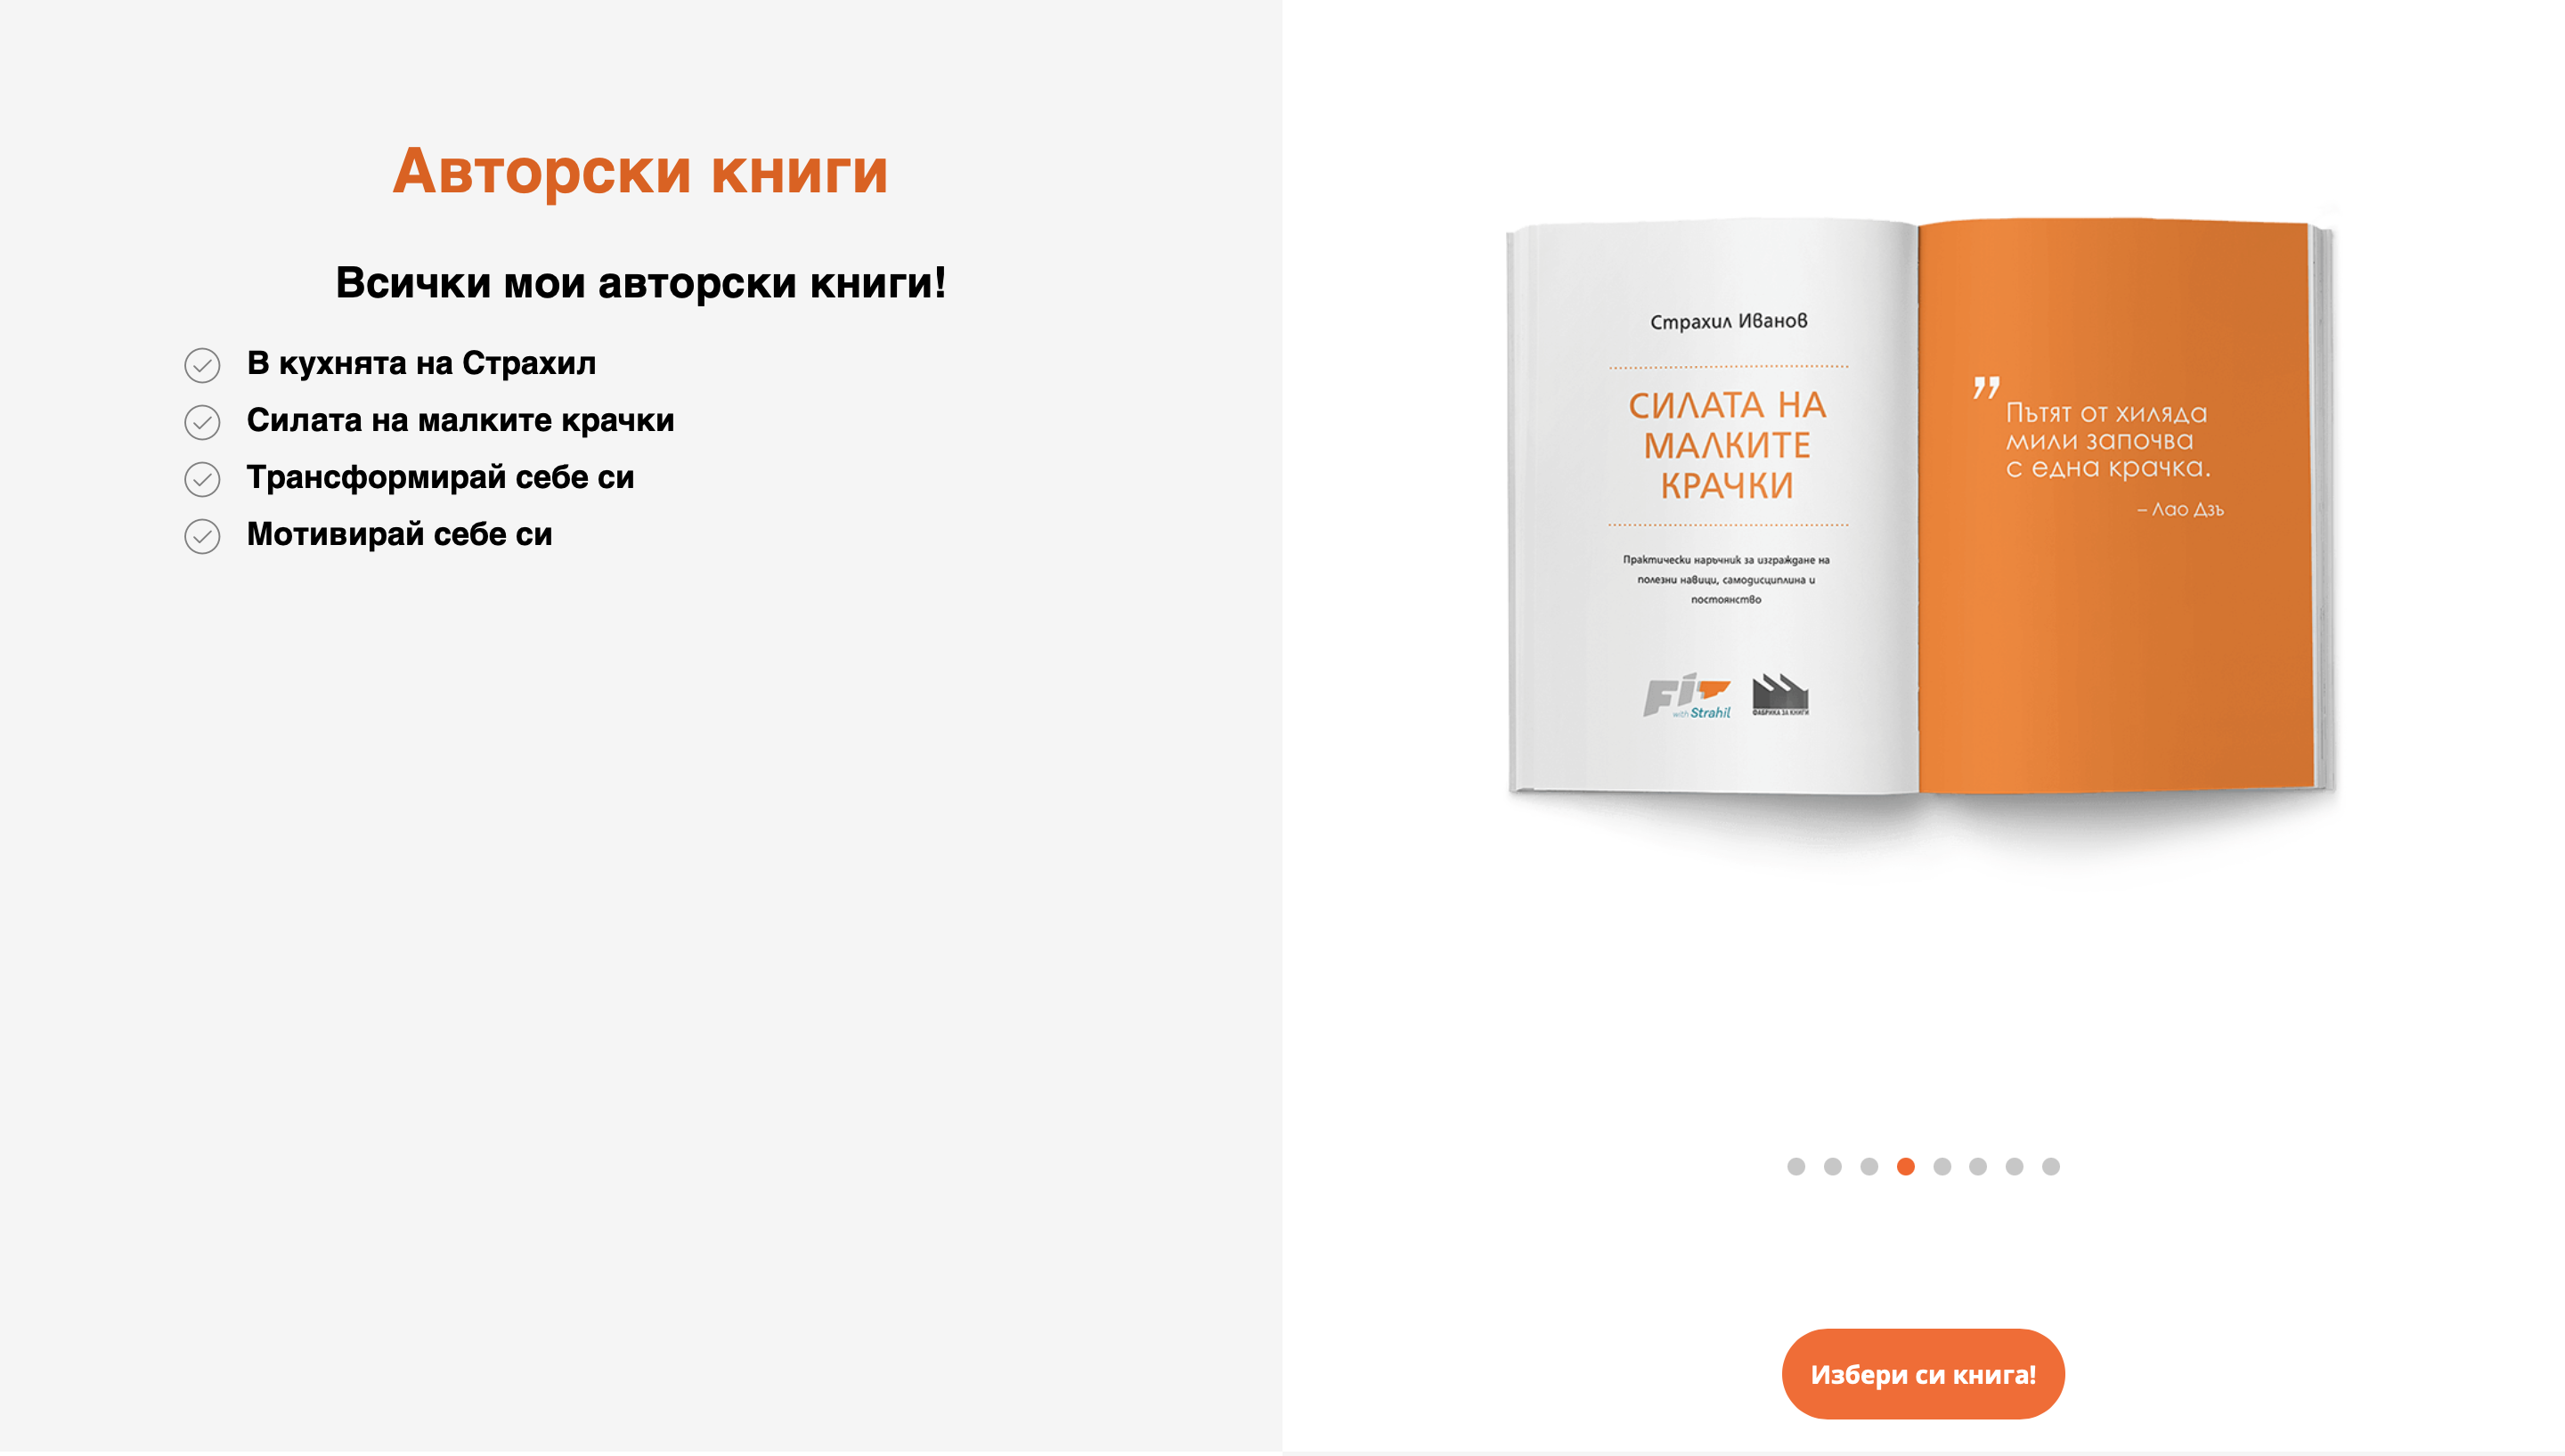 Авторски книги
Всички мои авторски книги!
В кухнята на Страхил
Силата на малките крачки
Трансформирай себе си
Мотивирай себе си
Страхил Иванов
СИЛАТА НА
МАЛКИТЕ
КРАЧКИ
Практически наръчник за изграждане на
полезни навици, самодисциплина и
постоянство
FiT
with Strahil
ФАБРИКА ЗА КНИГИ
”
Пътят от хиляда
мили започва
с една крачка.
– Лао Дзъ
Избери си книга!